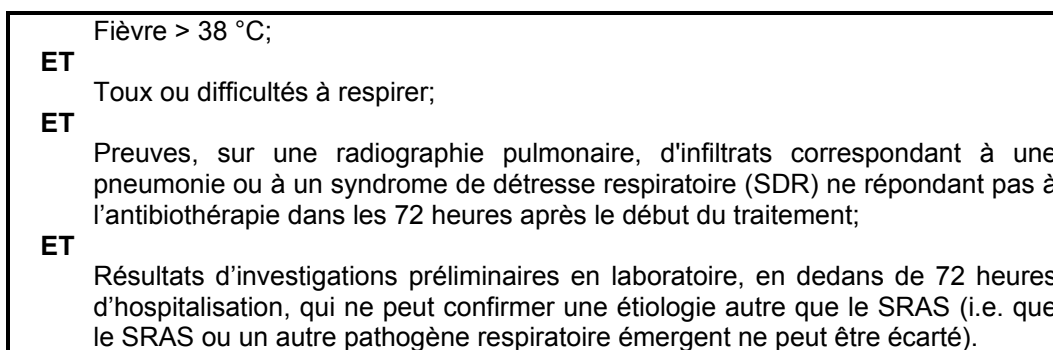 Fièvre > 38 °C;
ET
Toux ou difficultés à respirer;
ET
Preuves, sur une radiographie pulmonaire, d'infiltrats correspondant à une
pneumonie ou à un syndrome de détresse respiratoire (SDR) ne répondant pas à
l’antibiothérapie dans les 72 heures après le début du traitement;
ET
Résultats d’investigations préliminaires en laboratoire, en dedans de 72 heures
d’hospitalisation, qui ne peut confirmer une étiologie autre que le SRAS (i.e. que
le SRAS ou un autre pathogène respiratoire émergent ne peut être écarté).